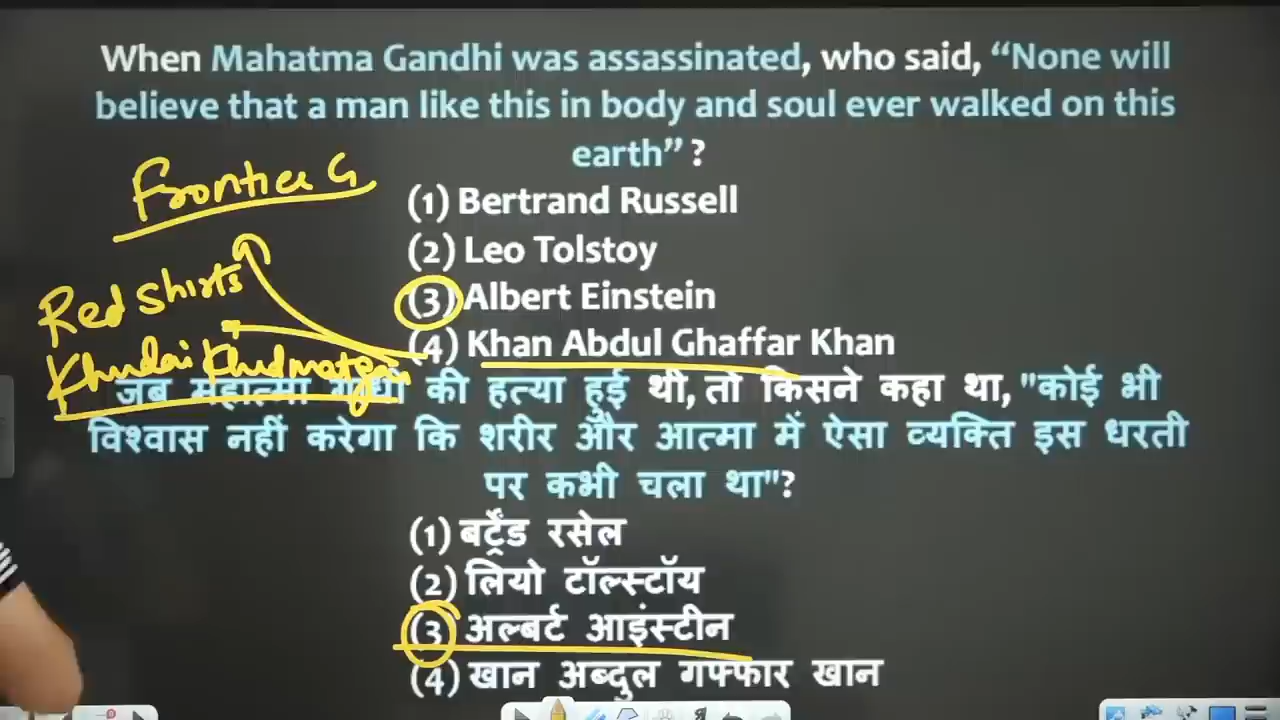 When Mahatma Gandhi was assassinated, who said, “None will
believe that a man like this in body and soul ever walked on this
earth” ?
Frontier G
(1) Bertrand Russell
(2) Leo Tolstoy
Red Shirts
(3) Albert Einstein
(4) Khan Abdul Ghaffar Khan
Khudai Khudmatgar
जब महात्मा गांधी की हत्या हुई थी, तो किसने कहा था, "कोई भी
विश्वास नहीं करेगा कि शरीर और आत्मा में ऐसा व्यक्ति इस धरती
पर कभी चला था"?
(1) बर्ट्रेंड रसेल
(2) लियो टॉल्स्टॉय
(3) अल्बर्ट आइंस्टीन
(4) खान अब्दुल गफ्फार खान